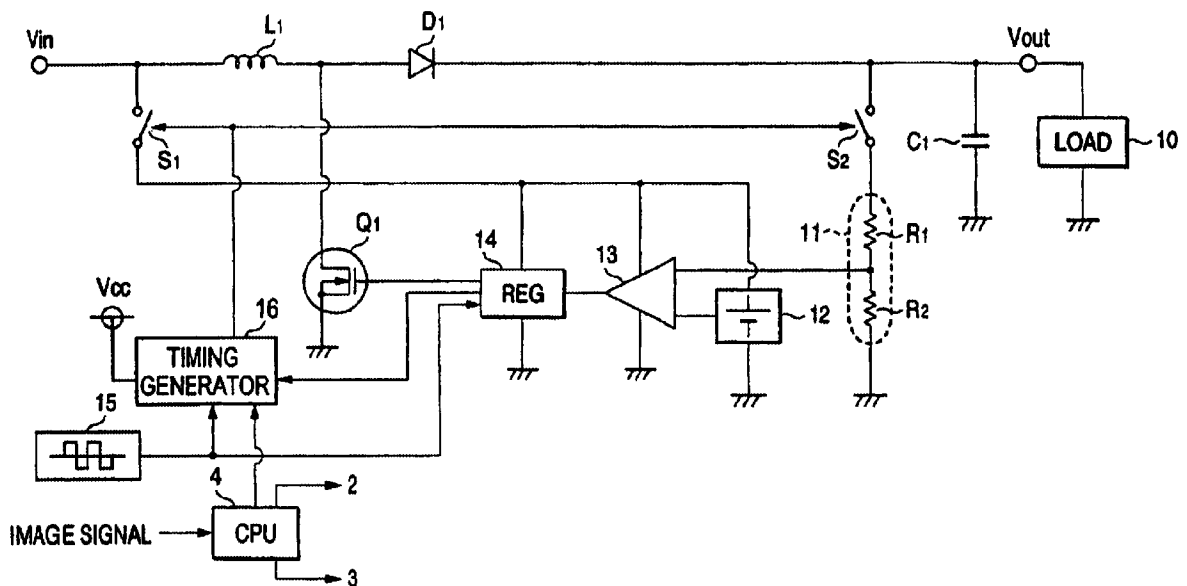 Vin
L1
D1
Vout
S1
S2
C1
LOAD
10
Q1
14
13
11
R1
REG
Vcc
16
12
R2
TIMING
GENERATOR
15
4
2
IMAGE SIGNAL
CPU
3